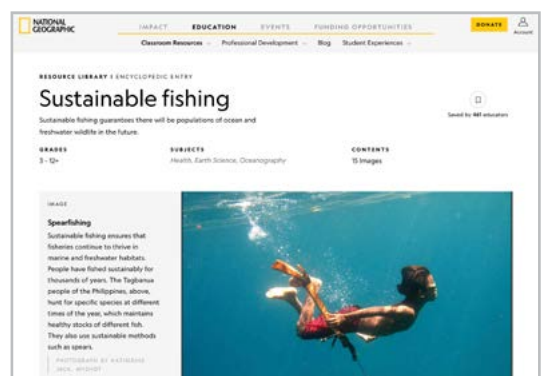 NATIONAL
GEOGRAPHIC
IMPACT EDUCATION EVENTS FUNDING OPPORTUNITIES
DONATE
Account
Classroom Resources Professional Development Blog Student Experiences
RESOURCE LIBRARY | ENCYCLOPEDIC ENTRY
Sustainable fishing
Sustainable fishing guarantees there will be populations of ocean and
freshwater wildlife in the future.
Saved by 461 educators
GRADES SUBJECTS CONTENTS
3 - 12+ Health, Earth Science, Oceanography 15 Images
IMAGE
Spearfishing
Sustainable fishing ensures that
fisheries continue to thrive in
marine and freshwater habitats.
People have fished sustainably for
thousands of years. The Tagbanua
people of the Philippines, above,
hunt for specific species at different
times of the year, which maintains
healthy stocks of different fish.
They also use sustainable methods
such as spears.
PHOTOGRAPH BY KATHERINE
JACK, MYSHOT